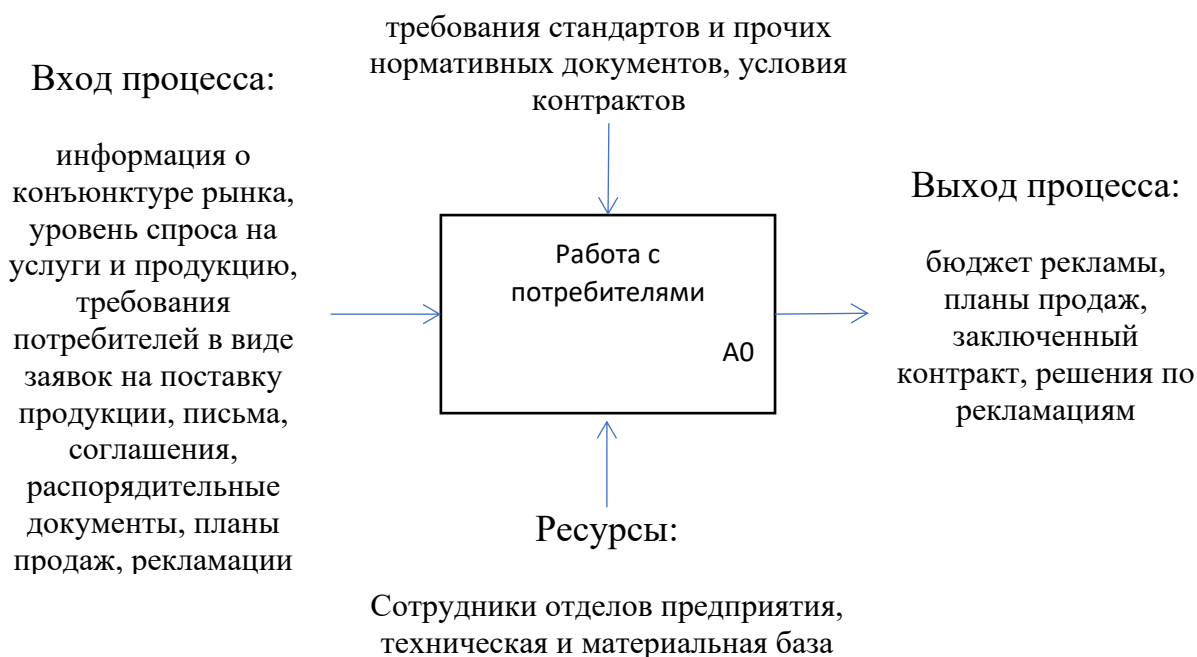 требования стандартов и прочих
нормативных документов, условия
контрактов
Вход процесса:
информация о
конъюнктуре рынка,
уровень спроса на
услуги и продукцию,
требования
потребителей в виде
заявок на поставку
продукции, письма,
соглашения,
распорядительные
документы, планы
продаж, рекламации
Работа с
потребителями
А0
Выход процесса:
бюджет рекламы,
планы продаж,
заключенный
контракт, решения по
рекламациям
Ресурсы:
Сотрудники отделов предприятия,
техническая и материальная база